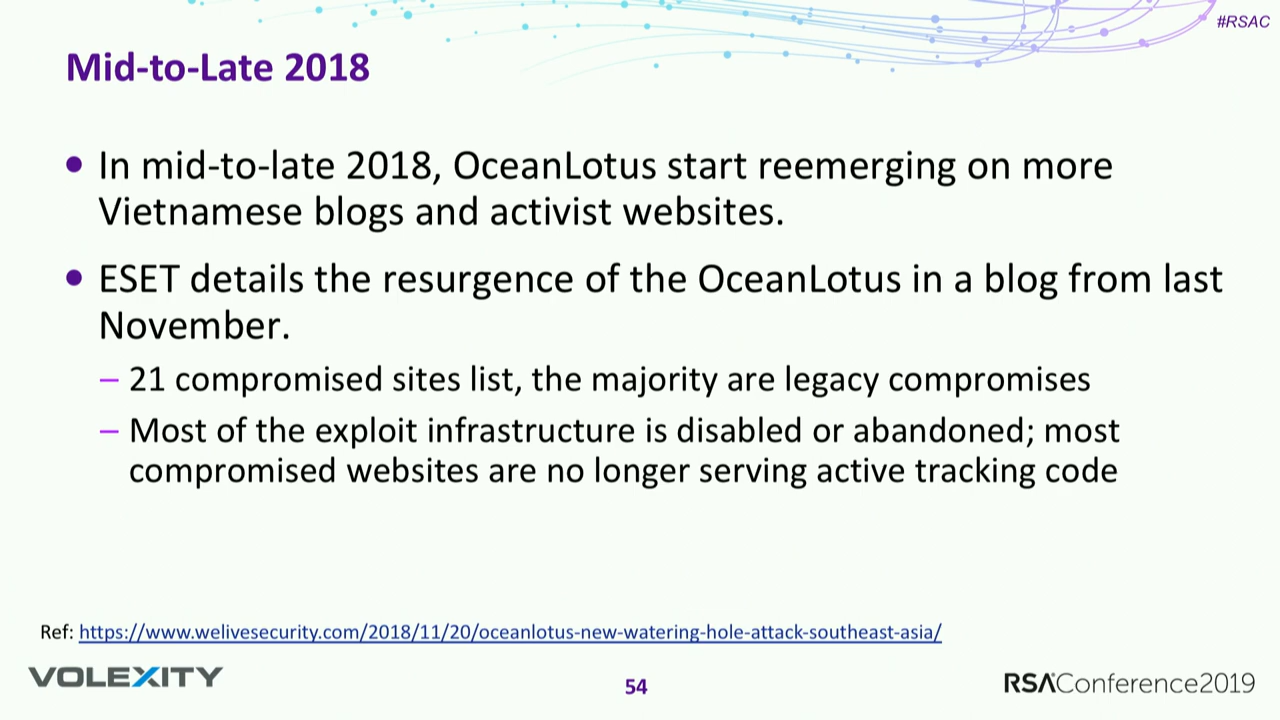 #RSAC
Mid-to-Late 2018
• In mid-to-late 2018, OceanLotus start reemerging on more
Vietnamese blogs and activist websites.
• ESET details the resurgence of the OceanLotus in a blog from last
November.
– 21 compromised sites list, the majority are legacy compromises
– Most of the exploit infrastructure is disabled or abandoned; most
compromised websites are no longer serving active tracking code
Ref: https://www.welivesecurity.com/2018/11/20/oceanlotus-new-watering-hole-attack-southeast-asia/
VOLEXITY
54
RSAConference2019